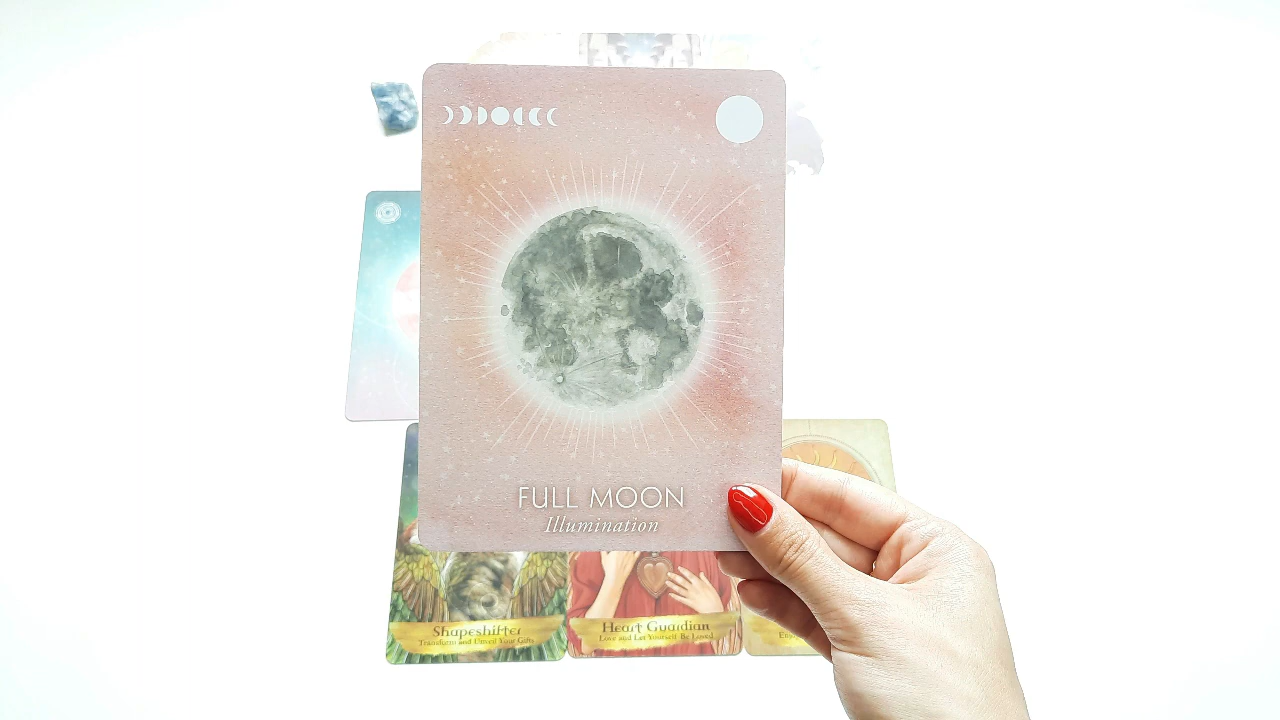 FULL MOON
Illumination
Shapeshifter
Transform and Unveil Your Gifts
Heart Guardian
Love and Let Yourself Be Loved